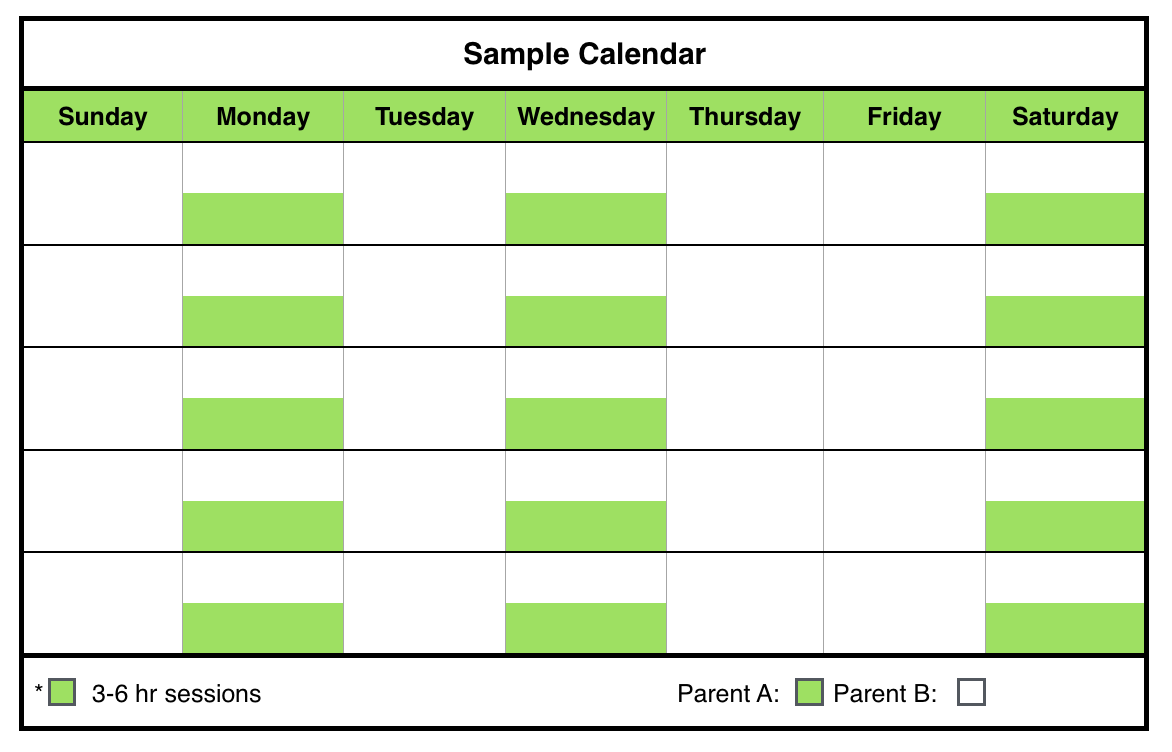 Sample Calendar
Sunday Monday Tuesday Wednesday Thursday Friday Saturday
* 3-6 hr sessions Parent A: Parent B: